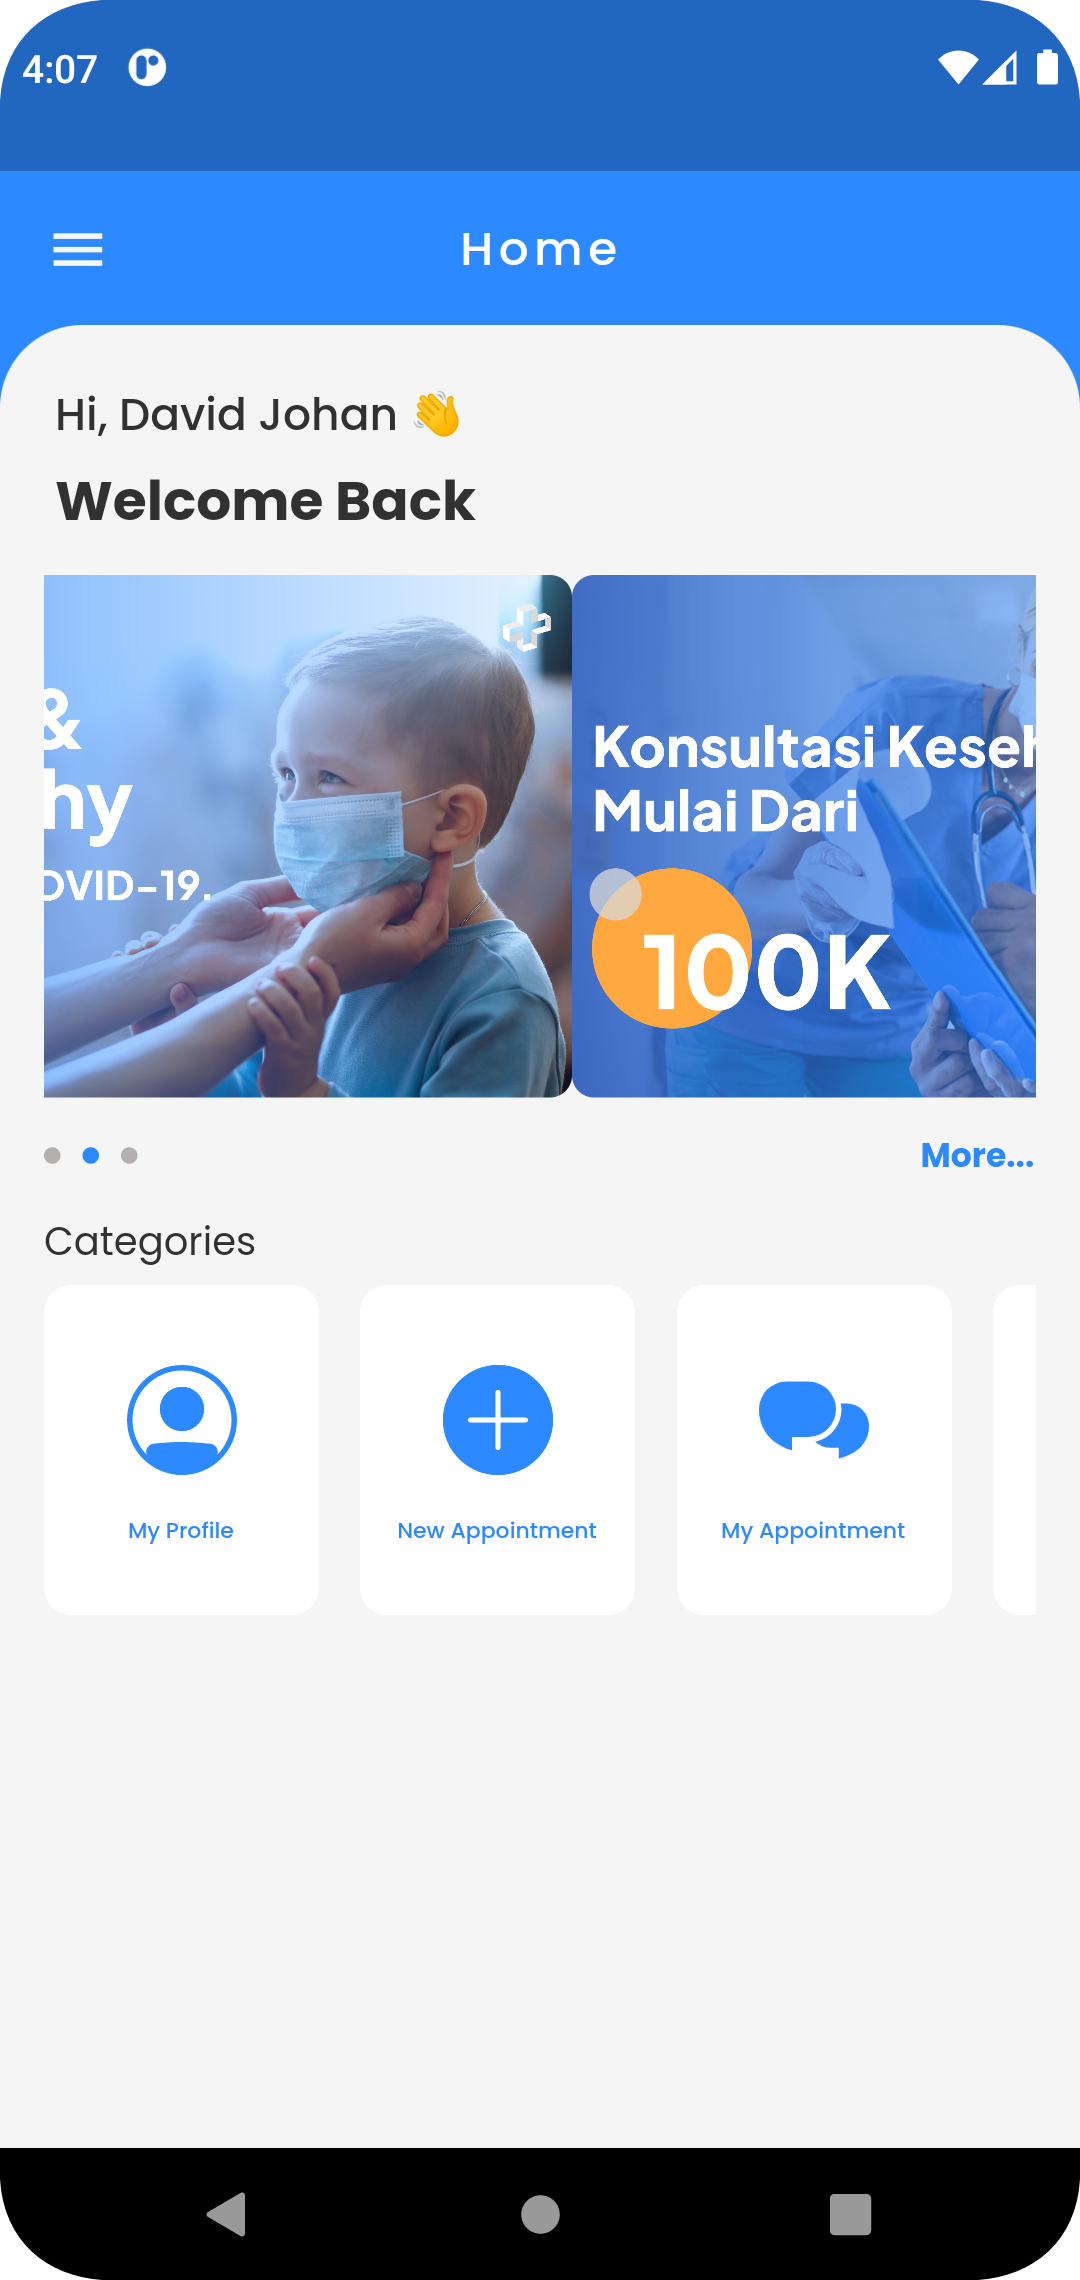 4:07
Home
Hi, David Johan 👋
Welcome Back
&
hy
OVID-19.
Konsultasi Keseh
Mulai Dari
100K
More...
Categories
My Profile
New Appointment
My Appointment